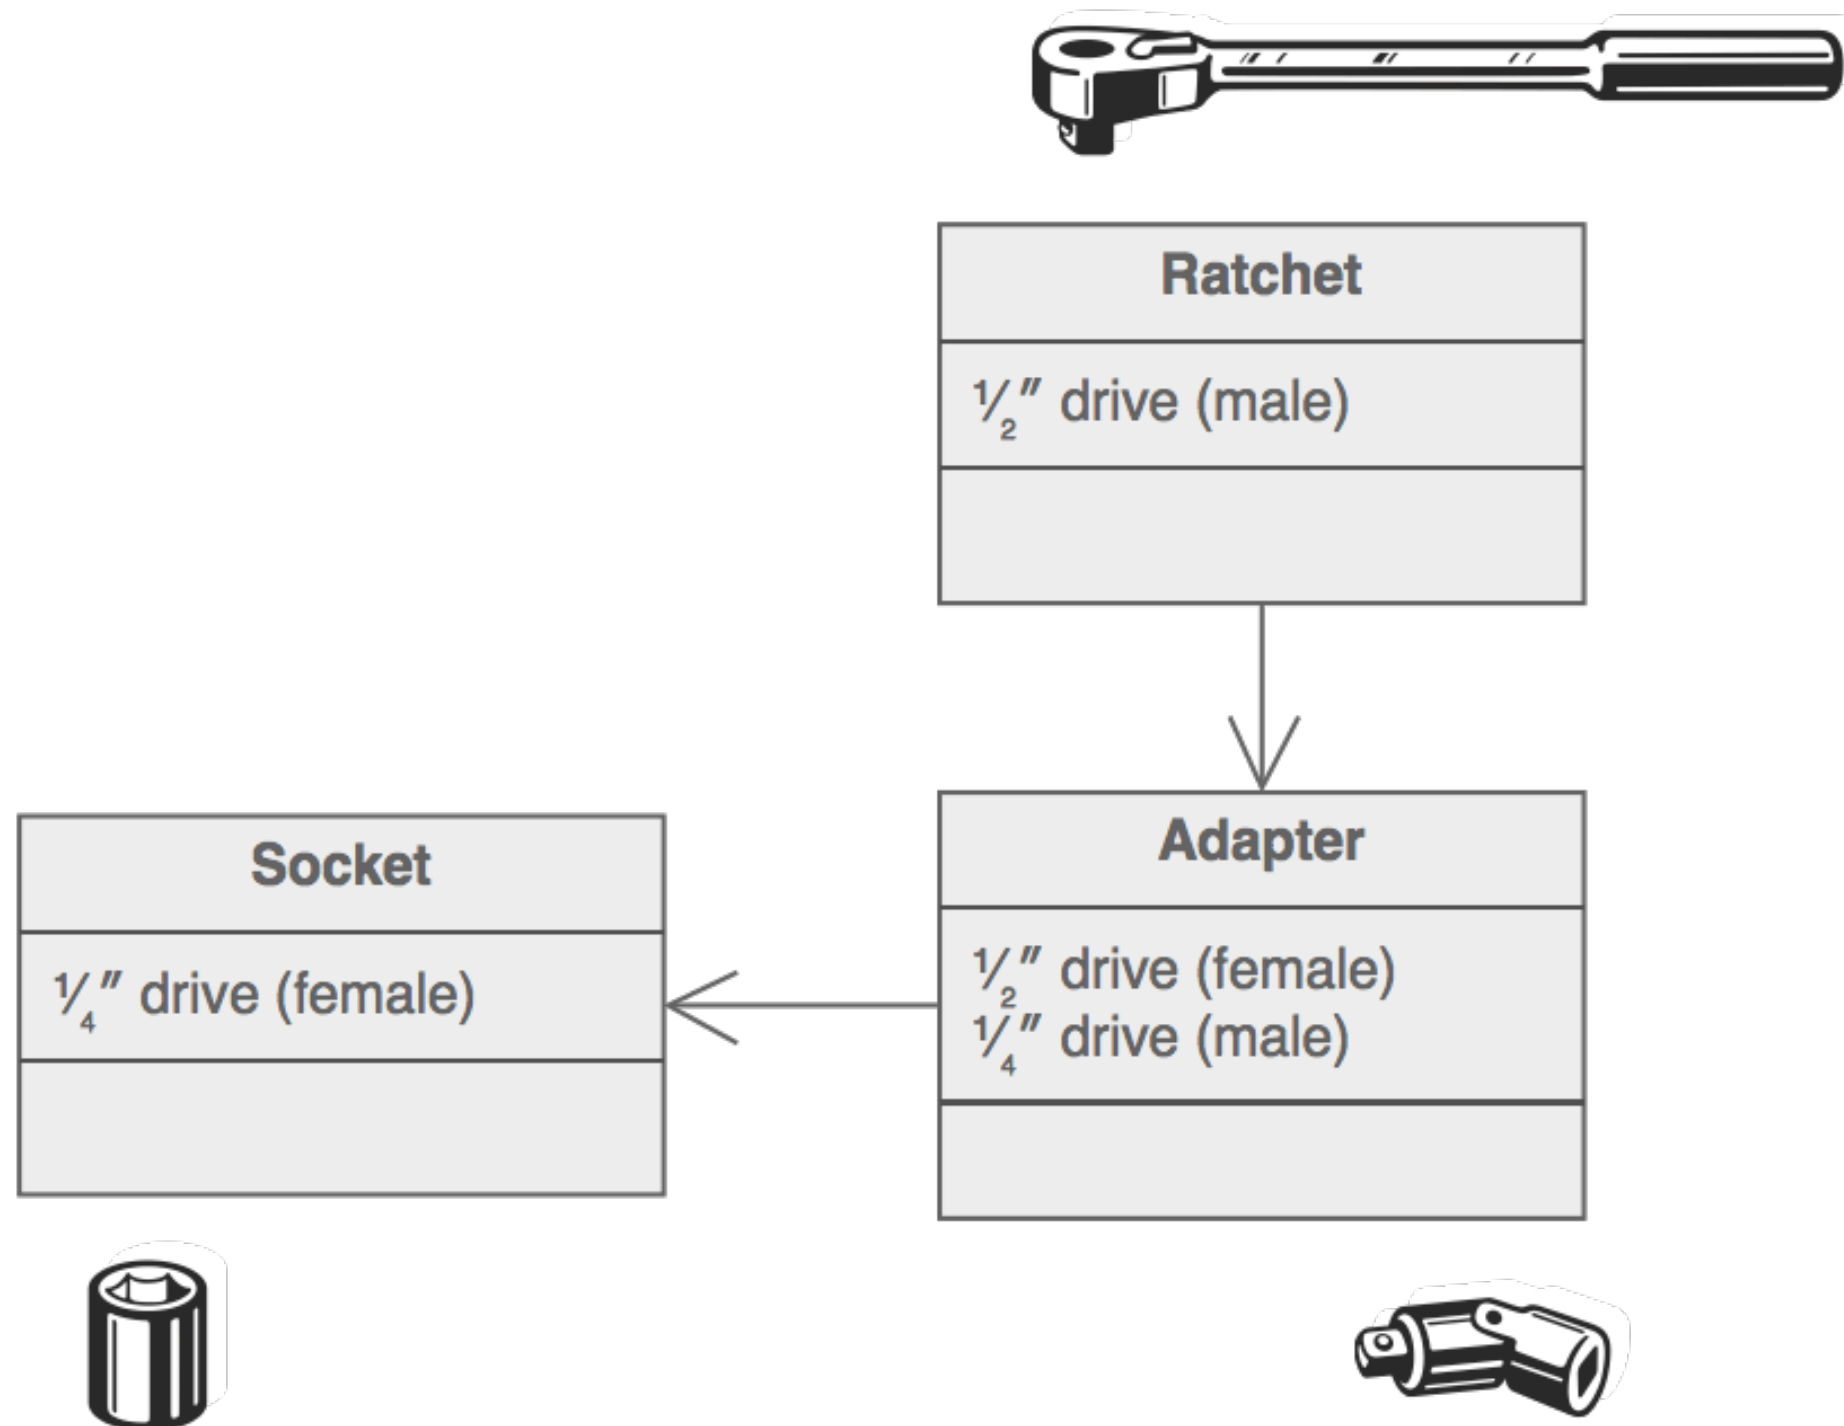 Ratchet
½″ drive (male)
Adapter
½″ drive (female)
¼″ drive (male)
Socket
¼″ drive (female)